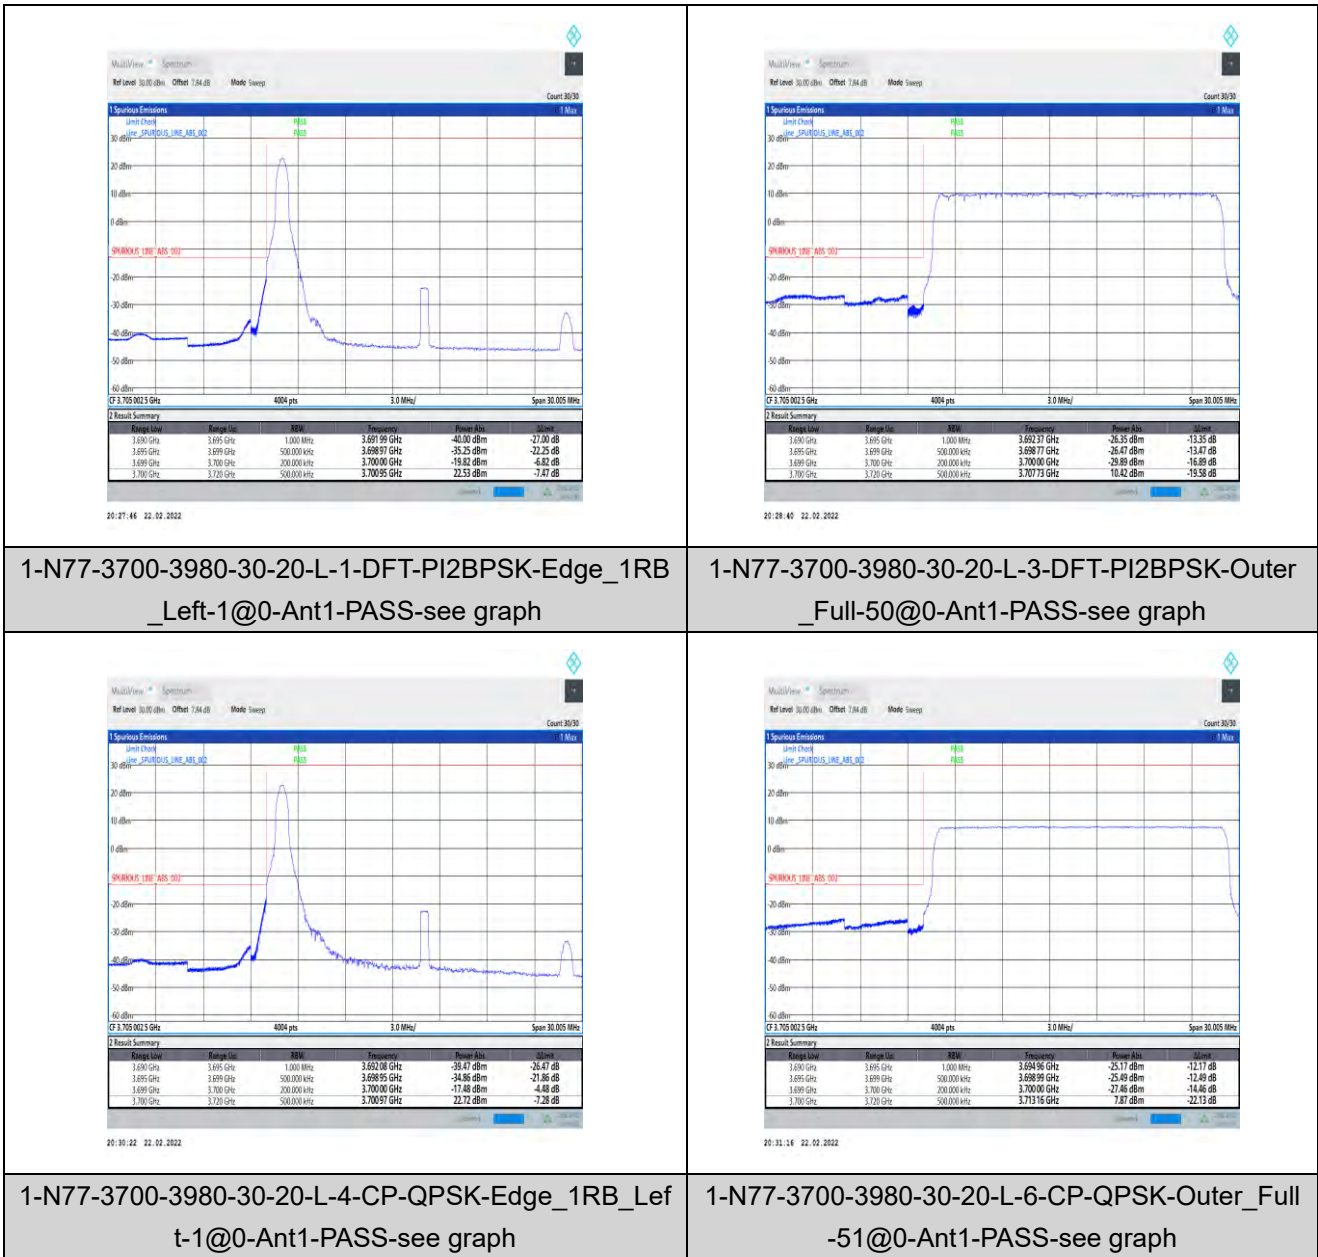 MultiView Spectrum
Ref Level 30.00 dBm Offset 7.84 dB Mode Sweep
Count 30/30
1 Spurious Emissions 1 Max
Limit Check PASS
Line _SPURIOUS_LINE_ABS_002 PASS
30 dBm
20 dBm
10 dBm
0 dBm
SPURIOUS_LINE_ABS_002
-20 dBm
-30 dBm
-40 dBm
-50 dBm
-60 dBm
CF 3.705 002 5 GHz 4004 pts 3.0 MHz/ Span 30.005 MHz
2 Result Summary
Range Low Range Up RBW Frequency Power Abs ΔLimit
3.690 GHz 3.695 GHz 1.000 MHz 3.691 99 GHz -40.00 dBm -27.00 dB
3.695 GHz 3.699 GHz 500.000 kHz 3.698 97 GHz -35.25 dBm -22.25 dB
3.699 GHz 3.700 GHz 200.000 kHz 3.700 00 GHz -19.82 dBm -6.82 dB
3.700 GHz 3.720 GHz 500.000 kHz 3.700 95 GHz 22.53 dBm -7.47 dB
20:27:46 22.02.2022
1-N77-3700-3980-30-20-L-1-DFT-PI2BPSK-Edge_1RB
_Left-1@0-Ant1-PASS-see graph
MultiView Spectrum
Ref Level 30.00 dBm Offset 7.84 dB Mode Sweep
Count 30/30
1 Spurious Emissions 1 Max
Limit Check PASS
Line _SPURIOUS_LINE_ABS_002 PASS
30 dBm
20 dBm
10 dBm
0 dBm
SPURIOUS_LINE_ABS_002
-20 dBm
-30 dBm
-40 dBm
-50 dBm
-60 dBm
CF 3.705 002 5 GHz 4004 pts 3.0 MHz/ Span 30.005 MHz
2 Result Summary
Range Low Range Up RBW Frequency Power Abs ΔLimit
3.690 GHz 3.695 GHz 1.000 MHz 3.692 37 GHz -26.35 dBm -13.35 dB
3.695 GHz 3.699 GHz 500.000 kHz 3.698 77 GHz -26.47 dBm -13.47 dB
3.699 GHz 3.700 GHz 200.000 kHz 3.700 00 GHz -29.89 dBm -16.89 dB
3.700 GHz 3.720 GHz 500.000 kHz 3.707 73 GHz 10.42 dBm -19.58 dB
20:28:40 22.02.2022
1-N77-3700-3980-30-20-L-3-DFT-PI2BPSK-Outer
_Full-50@0-Ant1-PASS-see graph
MultiView Spectrum
Ref Level 30.00 dBm Offset 7.84 dB Mode Sweep
Count 30/30
1 Spurious Emissions 1 Max
Limit Check PASS
Line _SPURIOUS_LINE_ABS_002 PASS
30 dBm
20 dBm
10 dBm
0 dBm
SPURIOUS_LINE_ABS_002
-20 dBm
-30 dBm
-40 dBm
-50 dBm
-60 dBm
CF 3.705 002 5 GHz 4004 pts 3.0 MHz/ Span 30.005 MHz
2 Result Summary
Range Low Range Up RBW Frequency Power Abs ΔLimit
3.690 GHz 3.695 GHz 1.000 MHz 3.692 08 GHz -39.47 dBm -26.47 dB
3.695 GHz 3.699 GHz 500.000 kHz 3.698 95 GHz -34.86 dBm -21.86 dB
3.699 GHz 3.700 GHz 200.000 kHz 3.700 00 GHz -17.48 dBm -4.48 dB
3.700 GHz 3.720 GHz 500.000 kHz 3.700 97 GHz 22.72 dBm -7.28 dB
20:30:22 22.02.2022
1-N77-3700-3980-30-20-L-4-CP-QPSK-Edge_1RB_Lef
t-1@0-Ant1-PASS-see graph
MultiView Spectrum
Ref Level 30.00 dBm Offset 7.84 dB Mode Sweep
Count 30/30
1 Spurious Emissions 1 Max
Limit Check PASS
Line _SPURIOUS_LINE_ABS_002 PASS
30 dBm
20 dBm
10 dBm
0 dBm
SPURIOUS_LINE_ABS_002
-20 dBm
-30 dBm
-40 dBm
-50 dBm
-60 dBm
CF 3.705 002 5 GHz 4004 pts 3.0 MHz/ Span 30.005 MHz
2 Result Summary
Range Low Range Up RBW Frequency Power Abs ΔLimit
3.690 GHz 3.695 GHz 1.000 MHz 3.694 96 GHz -25.17 dBm -12.17 dB
3.695 GHz 3.699 GHz 500.000 kHz 3.698 99 GHz -25.49 dBm -12.49 dB
3.699 GHz 3.700 GHz 200.000 kHz 3.700 00 GHz -27.46 dBm -14.46 dB
3.700 GHz 3.720 GHz 500.000 kHz 3.713 16 GHz 7.87 dBm -22.13 dB
20:31:16 22.02.2022
1-N77-3700-3980-30-20-L-6-CP-QPSK-Outer_Full
-51@0-Ant1-PASS-see graph